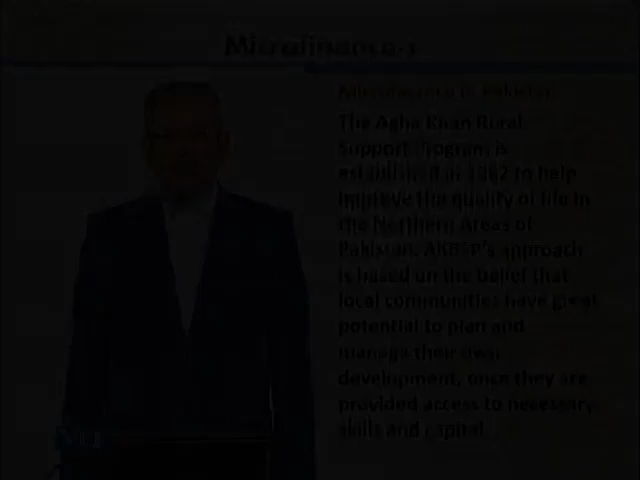 Microfinance-1
Microfinance in Pakistan
The Agha Khan Rural
Support Program is
established in 1982 to help
improve the quality of life in
the Northern Areas of
Pakistan. AKRSP's approach
is based on the belief that
local communities have great
potential to plan and
manage their own
development, once they are
provided access to necessary
skills and capital.